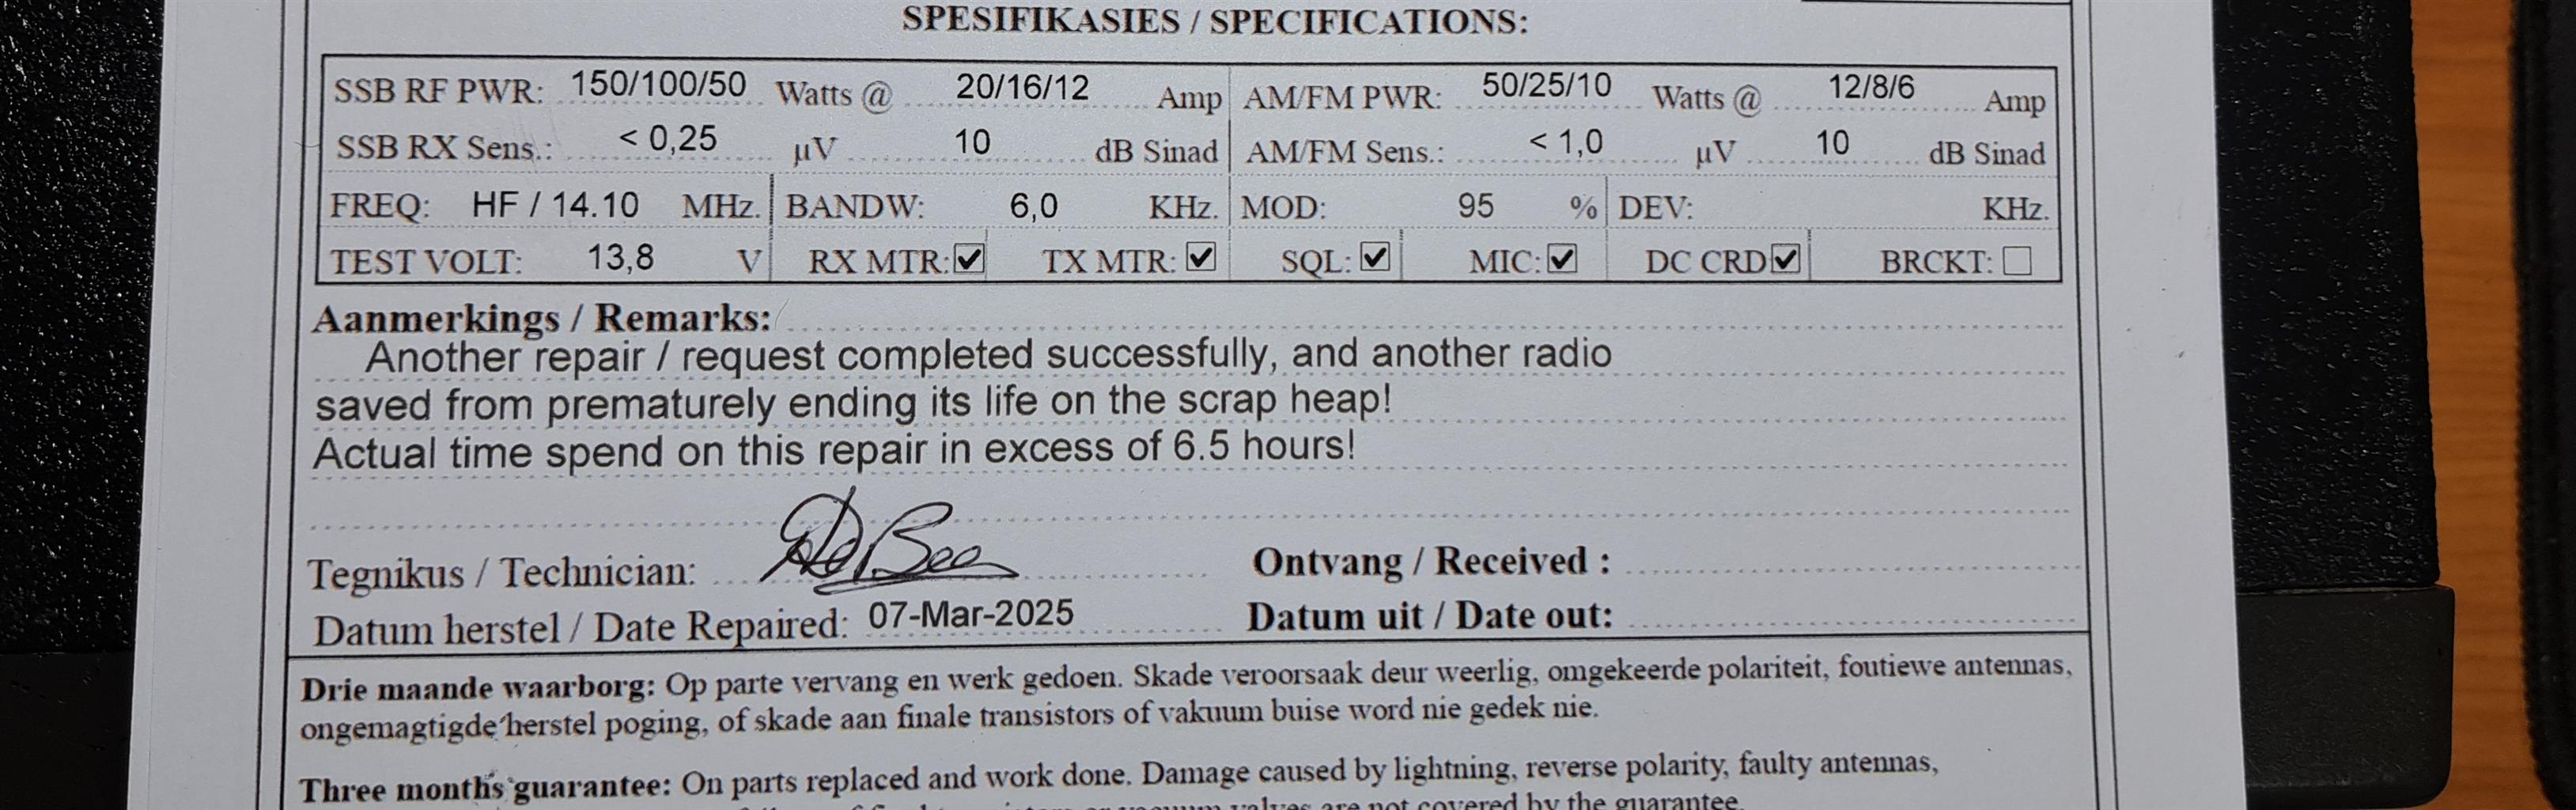 SPESIFIKASIES / SPECIFICATIONS:
SSB RF PWR: 150/100/50 Watts @ 20/16/12 Amp AM/FM PWR: 50/25/10 Watts @ 12/8/6 Amp
SSB RX Sens.: < 0,25 µV 10 dB Sinad AM/FM Sens.: < 1,0 µV 10 dB Sinad
FREQ: HF / 14.10 MHz. BANDW: 6,0 KHz. MOD: 95 % DEV: KHz.
TEST VOLT: 13,8 V RX MTR: TX MTR: SQL: MIC: DC CRD BRCKT:
Aanmerkings / Remarks:
Another repair / request completed successfully, and another radio
saved from prematurely ending its life on the scrap heap!
Actual time spend on this repair in excess of 6.5 hours!
Tegnikus / Technician: Ontvang / Received :
Datum herstel / Date Repaired: 07-Mar-2025 Datum uit / Date out:
Drie maande waarborg: Op parte vervang en werk gedoen. Skade veroorsaak deur weerlig, omgekeerde polariteit, foutiewe antennas,
ongemagtigde herstel poging, of skade aan finale transistors of vakuum buise word nie gedek nie.
Three months guarantee: On parts replaced and work done. Damage caused by lightning, reverse polarity, faulty antennas,
are not covered by the guarantee.